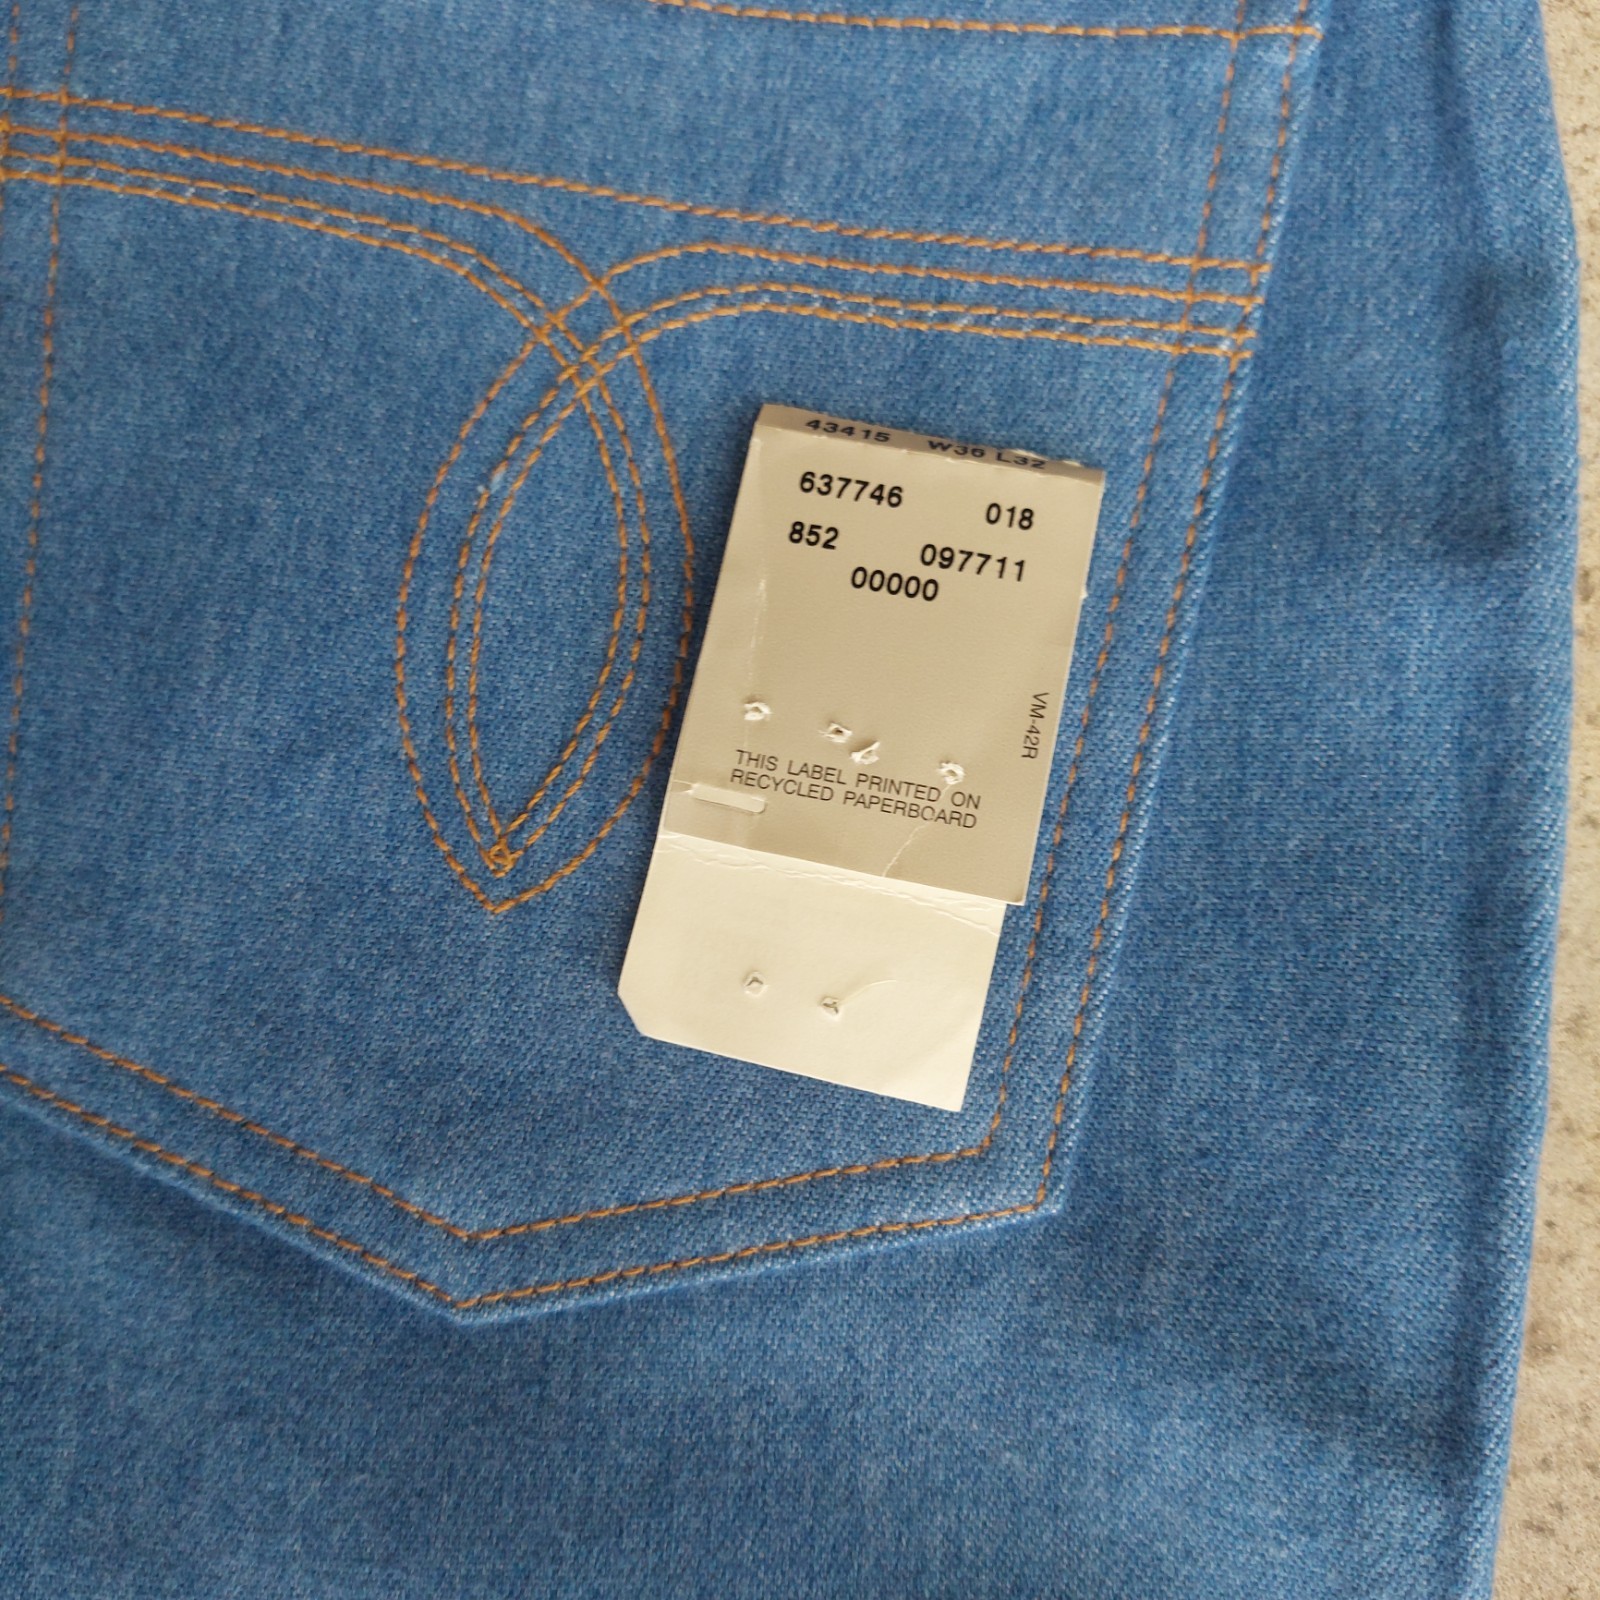 43415 W36 L32
637746 018
852 097711
00000
VM-42R
THIS LABEL PRINTED ON
RECYCLED PAPERBOARD